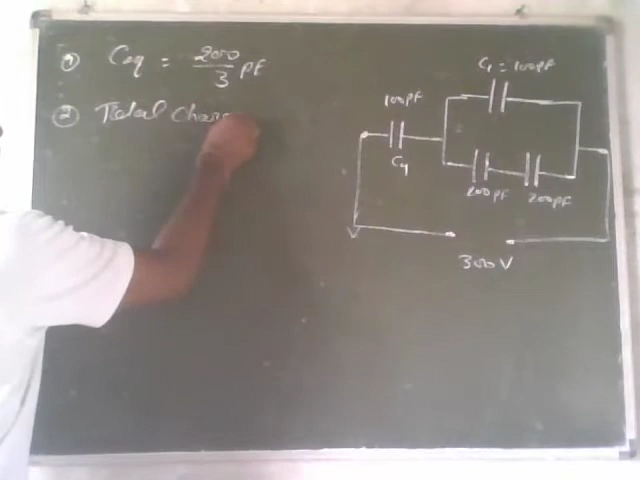 ① Ceq = 2000/3 pF
② Total Char
C₁ = 100pF
100pF
C₄
200pF
200pF
300V